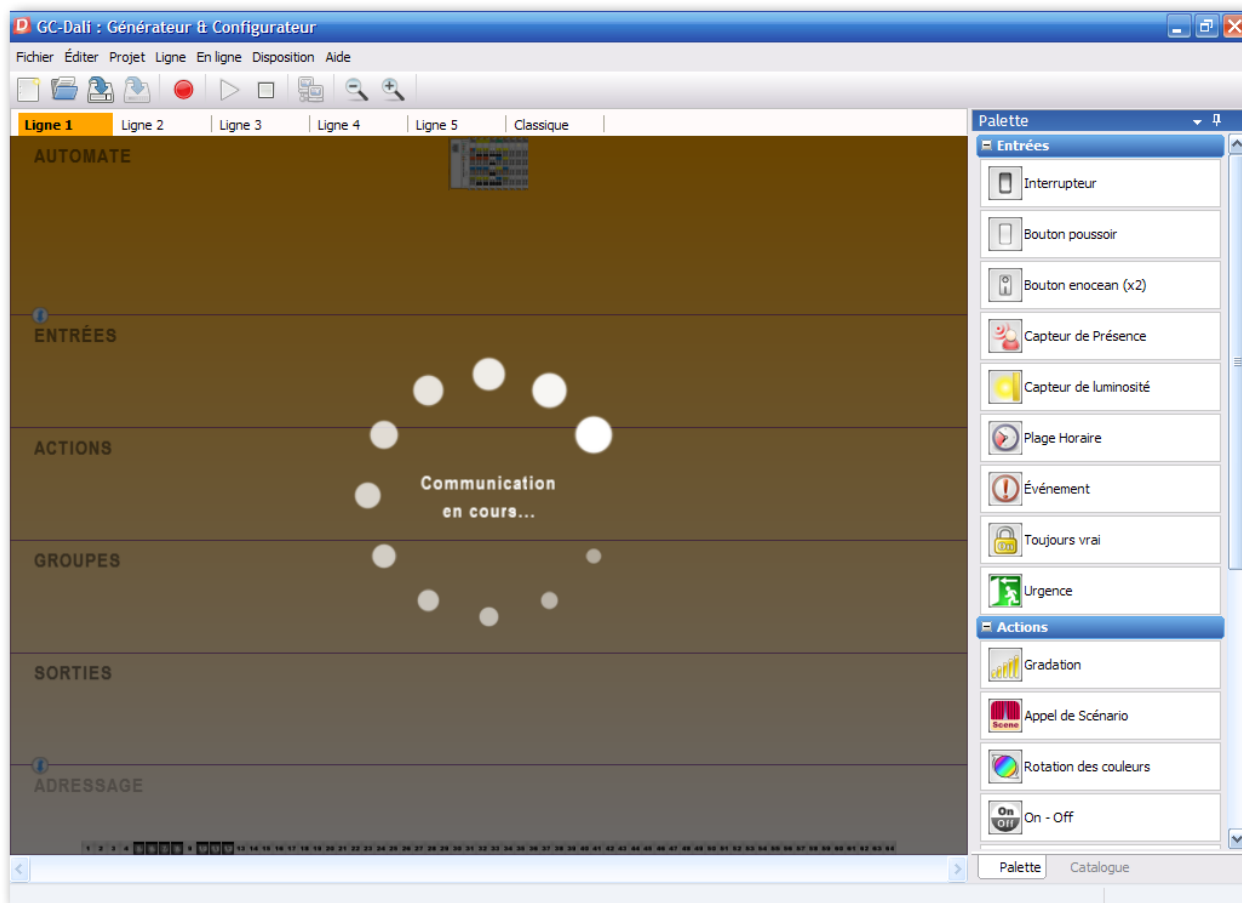 GC-Dali : Générateur & Configurateur
Fichier Éditer Projet Ligne En ligne Disposition Aide
Ligne 1 Ligne 2 Ligne 3 Ligne 4 Ligne 5 Classique
Palette
AUTOMATE
Entrées
Interrupteur
Bouton poussoir
Bouton enocean (x2)
ENTRÉES
Capteur de Présence
Capteur de luminosité
ACTIONS
Plage Horaire
Communication
en cours...
Événement
Toujours vrai
GROUPES
Urgence
Actions
SORTIES
Gradation
Scene
Appel de Scénario
Rotation des couleurs
ADRESSAGE
On
Off
On - Off
Palette Catalogue